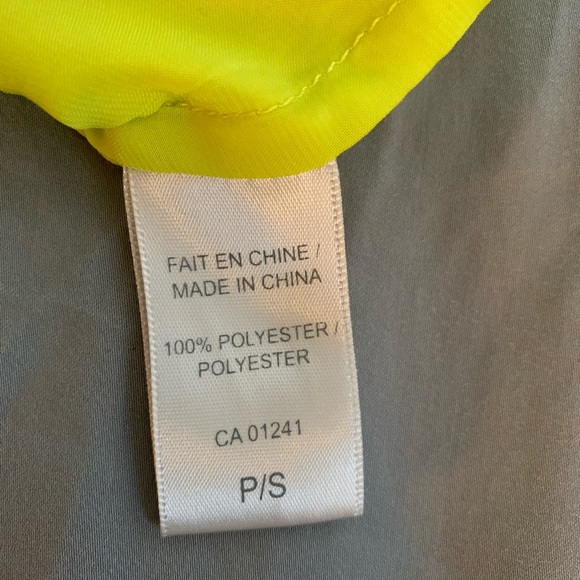 FAIT EN CHINE /
MADE IN CHINA
100% POLYESTER /
POLYESTER
CA 01241
P/S